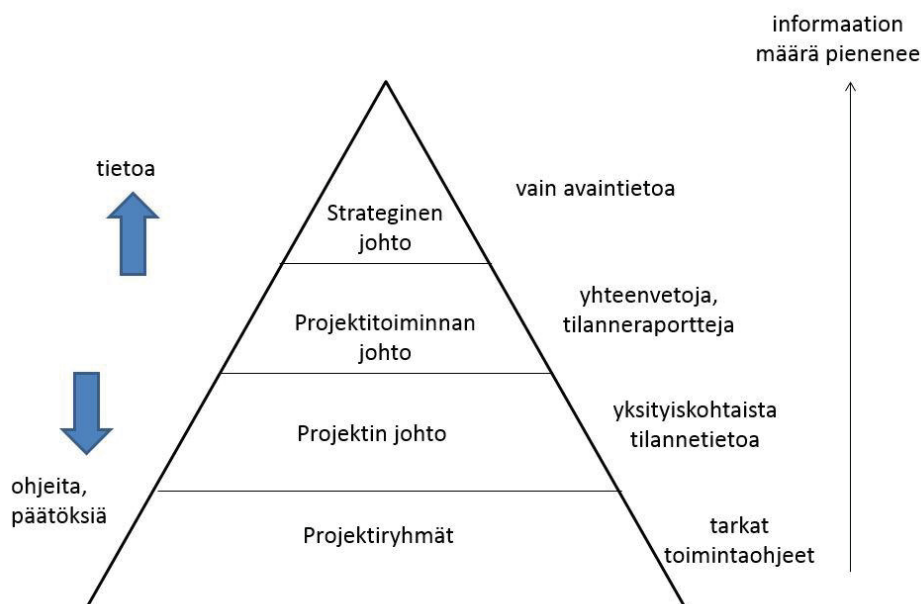 informaation
määrä pienenee
tietoa
vain avaintietoa
Strateginen
johto
yhteenvetoja,
tilanneraportteja
Projektitoiminnan
johto
yksityiskohtaista
tilannetietoa
Projektin johto
ohjeita,
päätöksiä
Projektiryhmät
tarkat
toimintaohjeet